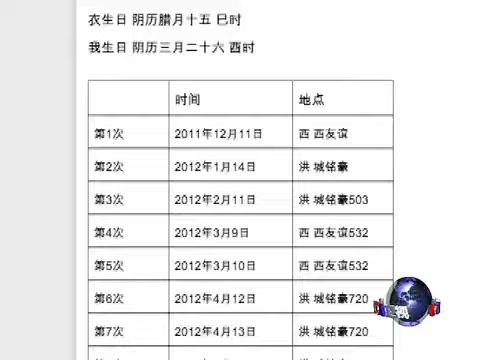 衣生日 阴历腊月十五 巳时
我生日 阴历三月二十六 酉时
时间 地点
第1次 2011年12月11日 西 西友谊
第2次 2012年1月14日 洪 城铭豪
第3次 2012年2月11日 洪 城铭豪503
第4次 2012年3月9日 西 西友谊532
第5次 2012年3月10日 西 西友谊532
第6次 2012年4月12日 洪 城铭豪720
第7次 2012年4月13日 洪 城铭豪720